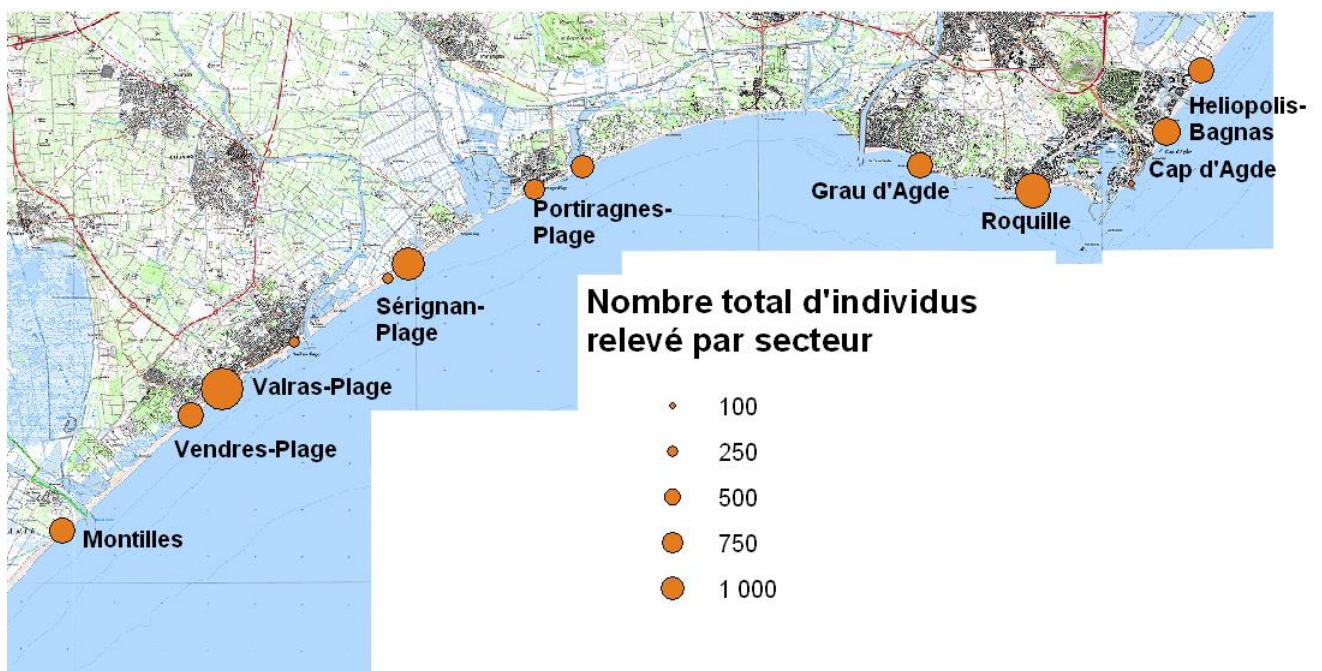 Heliopolis-
Bagnas
Cap d'Agde
Grau d'Agde
Roquille
Portiragnes-
Plage
Sérignan-
Plage
Valras-Plage
Vendres-Plage
Montilles
Nombre total d'individus
relevé par secteur
100
250
500
750
1 000